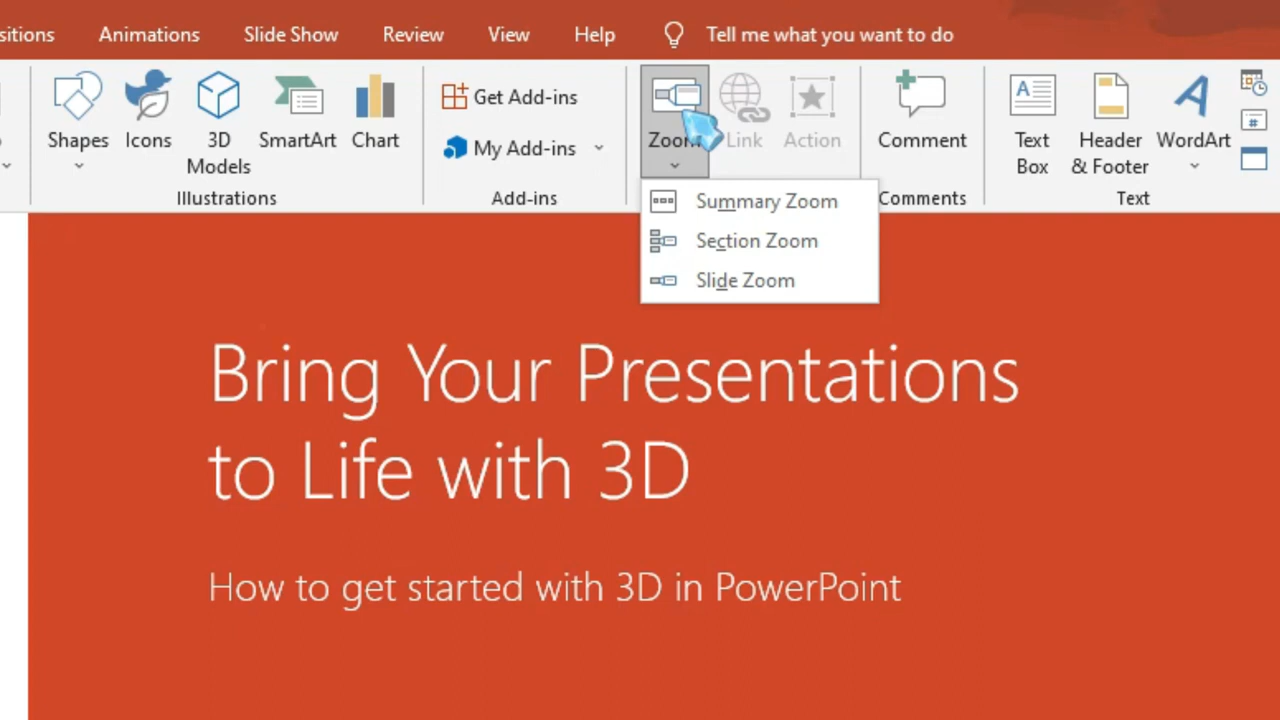 sitions Animations Slide Show Review View Help Tell me what you want to do
Shapes Icons 3D Models SmartArt Chart
Get Add-ins
My Add-ins
Zoom Link Action
Comment
Text Box Header & Footer WordArt
Illustrations Add-ins Comments Text
Summary Zoom
Section Zoom
Slide Zoom
Bring Your Presentations
to Life with 3D
How to get started with 3D in PowerPoint